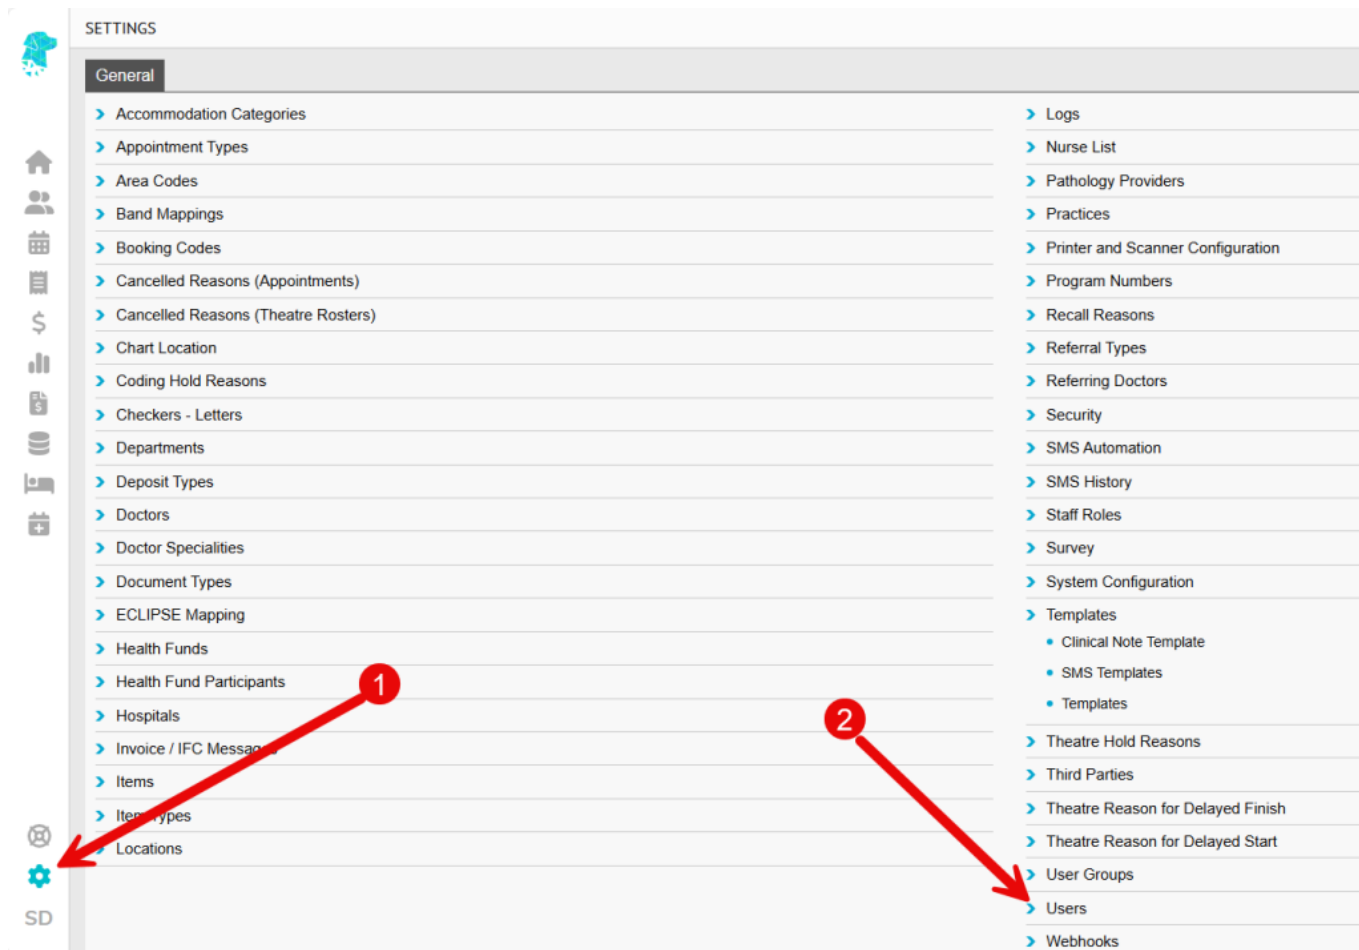 SETTINGS
General
Accommodation Categories
Appointment Types
Area Codes
Band Mappings
Booking Codes
Cancelled Reasons (Appointments)
Cancelled Reasons (Theatre Rosters)
Chart Location
Coding Hold Reasons
Checkers - Letters
Departments
Deposit Types
Doctors
Doctor Specialities
Document Types
ECLIPSE Mapping
Health Funds
Health Fund Participants
1
Hospitals
Invoice / IFC Messages
Items
Item Types
Locations
Logs
Nurse List
Pathology Providers
Practices
Printer and Scanner Configuration
Program Numbers
Recall Reasons
Referral Types
Referring Doctors
Security
SMS Automation
SMS History
Staff Roles
Survey
System Configuration
Templates
Clinical Note Template
SMS Templates
Templates
2
Theatre Hold Reasons
Third Parties
Theatre Reason for Delayed Finish
Theatre Reason for Delayed Start
User Groups
Users
Webhooks
SD